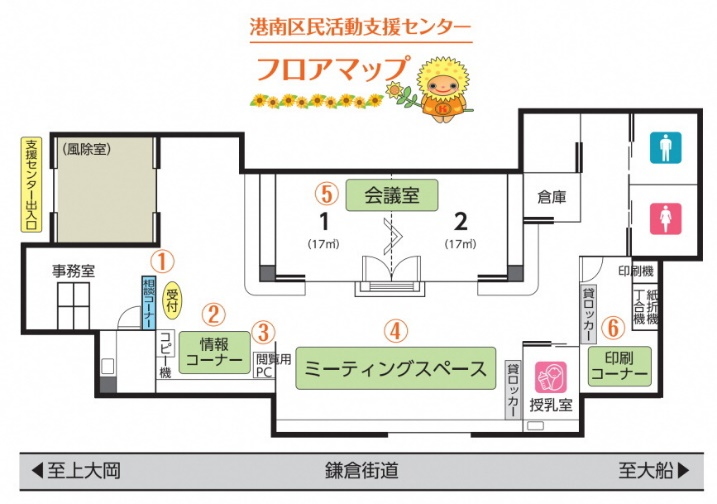 港南区民活動支援センター
フロアマップ
支援センター出入口
(風除室)
⑤
会議室
1
(17㎡)
2
(17㎡)
倉庫
事務室
①
相談コーナー
受付
②
情報
コーナー
コピー機
③
閲覧用
PC
④
ミーティングスペース
貸ロッカー
授乳室
貸ロッカー
印刷機
丁合機
紙折機
⑥
印刷
コーナー
◀至上大岡
鎌倉街道
至大船▶